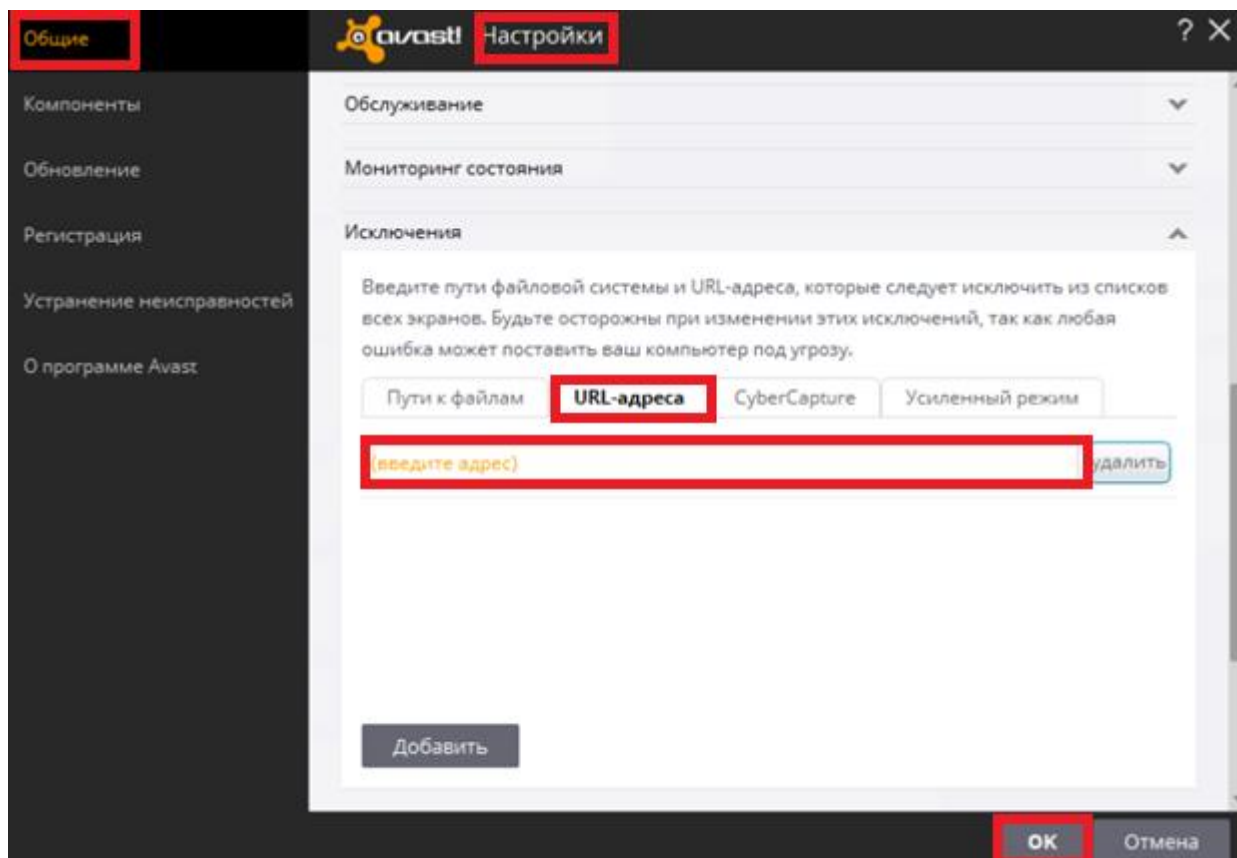 Общие
avast! Настройки
? X
Компоненты
Обновление
Регистрация
Устранение неисправностей
О программе Avast
Обслуживание
Мониторинг состояния
Исключения
Введите пути файловой системы и URL-адреса, которые следует исключить из списков
всех экранов. Будьте осторожны при изменении этих исключений, так как любая
ошибка может поставить ваш компьютер под угрозу.
Пути к файлам URL-адреса CyberCapture Усиленный режим
(введите адрес) удалить
Добавить
ОК Отмена